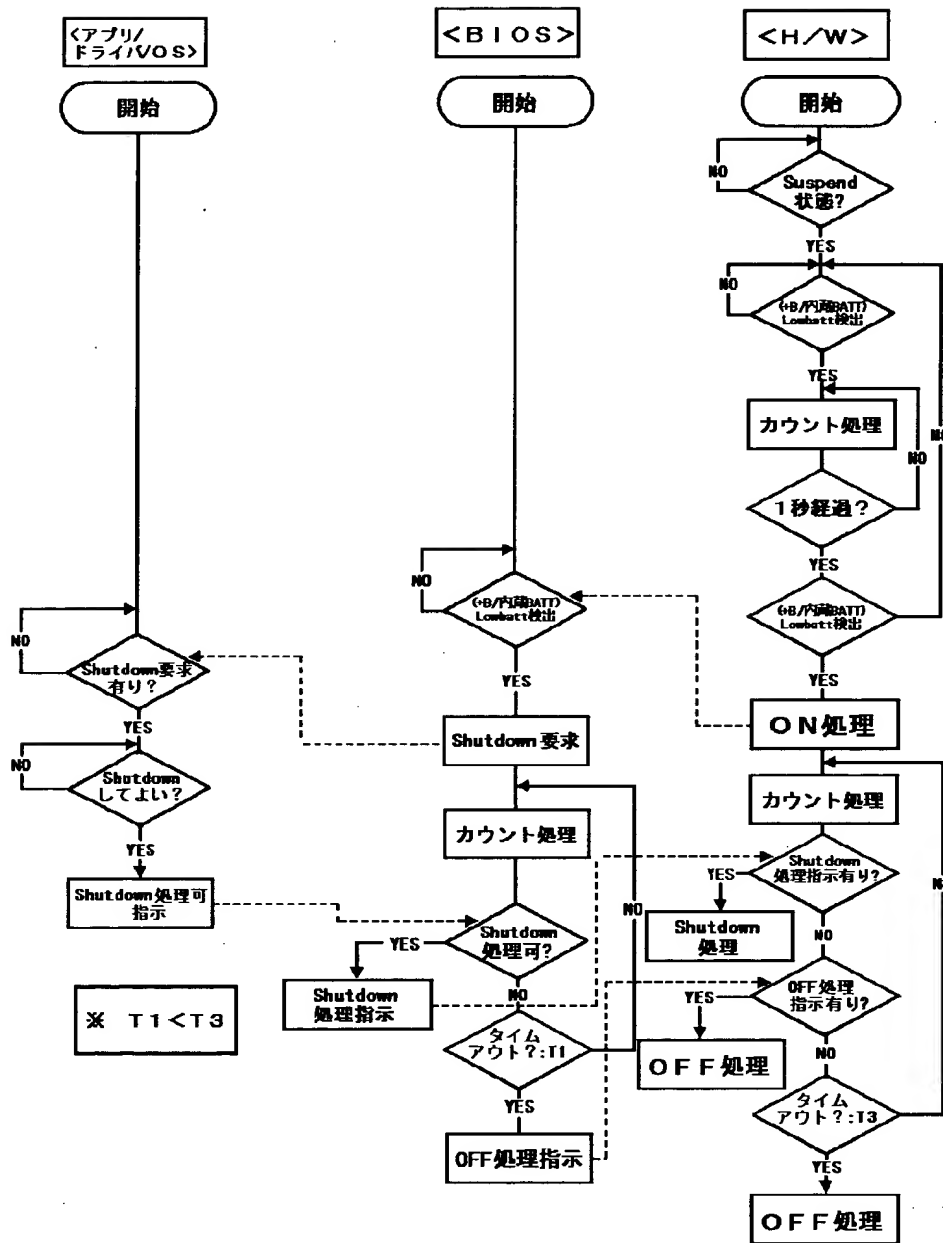 <アプリ/
ドライバ/OS>
開始
NO
Shutdown要求
有り?
YES
NO
Shutdown
してよい?
YES
Shutdown処理可
指示
※ T1<T3
<BIOS>
開始
NO
(+B/内蔵BATT)
Lowbatt検出
YES
Shutdown要求
カウント処理
NO
Shutdown
処理可?
YES
NO
Shutdown
処理指示
タイム
アウト?:T1
YES
OFF処理指示
<H/W>
開始
NO
Suspend
状態?
YES
NO
(+B/内蔵BATT)
Lowbatt検出
YES
カウント処理
NO
NO
1秒経過?
YES
(+B/内蔵BATT)
Lowbatt検出
YES
ON処理
カウント処理
Shutdown
処理指示有り?
YES
NO
Shutdown
処理
OFF処理
指示有り?
YES
NO
OFF処理
タイム
アウト?:T3
YES
OFF処理